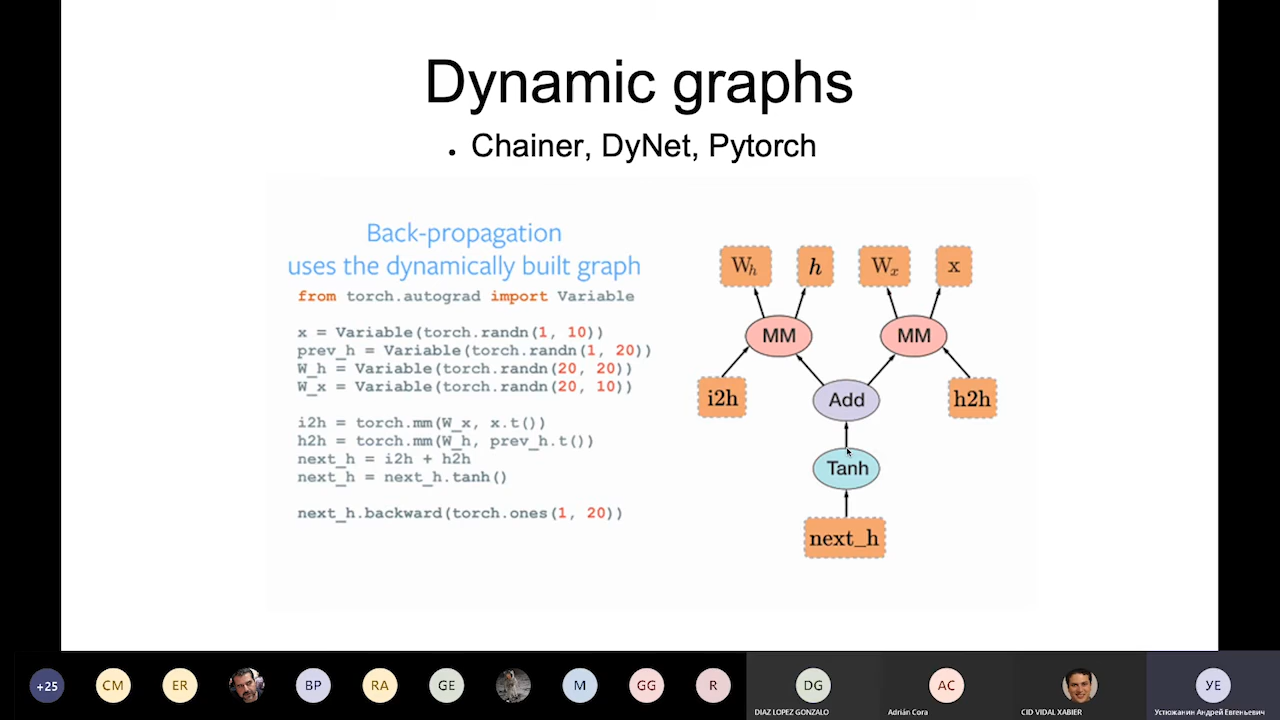 Dynamic graphs
• Chainer, DyNet, Pytorch
Back-propagation
uses the dynamically built graph
from torch.autograd import Variable
x = Variable(torch.randn(1, 10))
prev_h = Variable(torch.randn(1, 20))
W_h = Variable(torch.randn(20, 20))
W_x = Variable(torch.randn(20, 10))
i2h = torch.mm(W_x, x.t())
h2h = torch.mm(W_h, prev_h.t())
next_h = i2h + h2h
next_h = next_h.tanh()
next_h.backward(torch.ones(1, 20))
Wh h Wx x
MM MM
i2h Add h2h
Tanh
next_h
+25 CM ER BP RA GE M GG R DG AC УЕ
DIAZ LOPEZ GONZALO Adrián Cora CID VIDAL XABIER Устюжанин Андрей Евгеньевич